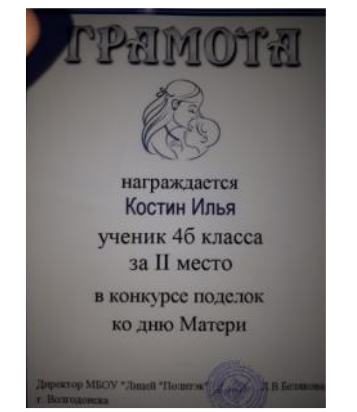 ГРАМОТА
награждается
Костин Илья
ученик 4б класса
за II место
в конкурсе поделок
ко дню Матери
Директор МБОУ "Лицей "Политэк" Л.В Белякова
г. Волгодонска